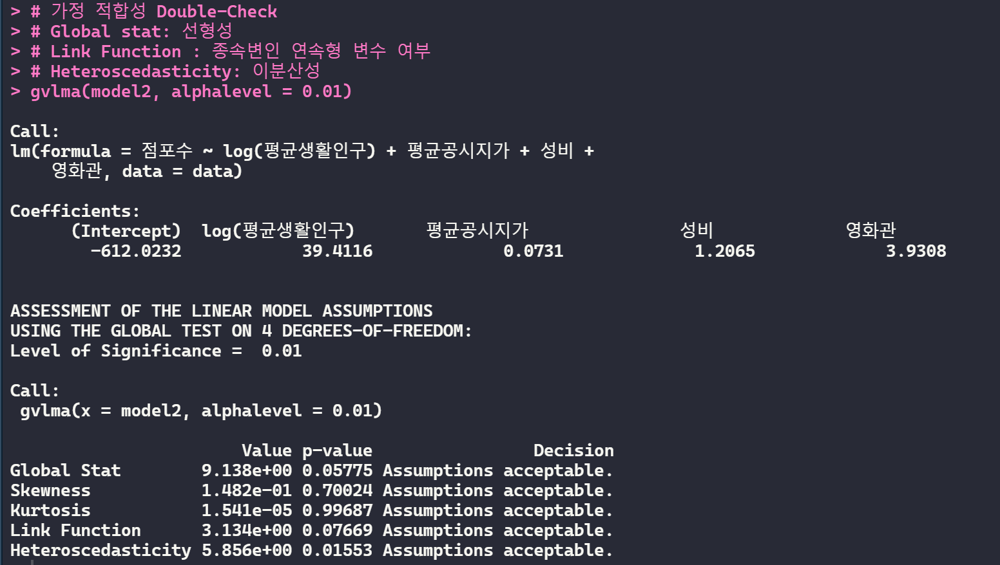 > # 가정 적합성 Double-Check
> # Global stat: 선형성
> # Link Function : 종속변인 연속형 변수 여부
> # Heteroscedasticity: 이분산성
> gvlma(model2, alphalevel = 0.01)
Call:
lm(formula = 점포수 ~ log(평균생활인구) + 평균공시지가 + 성비 +
영화관, data = data)
Coefficients:
(Intercept) log(평균생활인구) 평균공시지가 성비 영화관
-612.0232 39.4116 0.0731 1.2065 3.9308
ASSESSMENT OF THE LINEAR MODEL ASSUMPTIONS
USING THE GLOBAL TEST ON 4 DEGREES-OF-FREEDOM:
Level of Significance = 0.01
Call:
gvlma(x = model2, alphalevel = 0.01)
Value p-value Decision
Global Stat 9.138e+00 0.05775 Assumptions acceptable.
Skewness 1.482e-01 0.70024 Assumptions acceptable.
Kurtosis 1.541e-05 0.99687 Assumptions acceptable.
Link Function 3.134e+00 0.07669 Assumptions acceptable.
Heteroscedasticity 5.856e+00 0.01553 Assumptions acceptable.